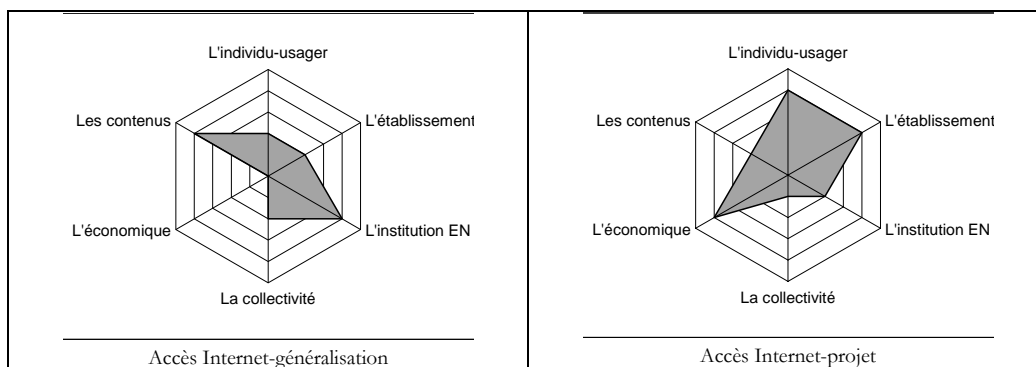 L'individu-usager
Les contenus
L'établissement
L'économique
L'institution EN
La collectivité
Accès Internet-généralisation
L'individu-usager
Les contenus
L'établissement
L'économique
L'institution EN
La collectivité
Accès Internet-projet